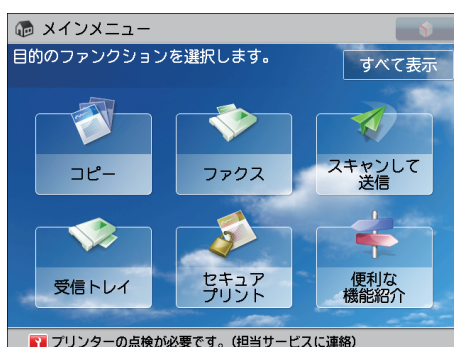 メインメニュー
目的のファンクションを選択します。
すべて表示
コピー
ファクス
スキャンして
送信
受信トレイ
セキュア
プリント
便利な
機能紹介
プリンターの点検が必要です。(担当サービスに連絡)